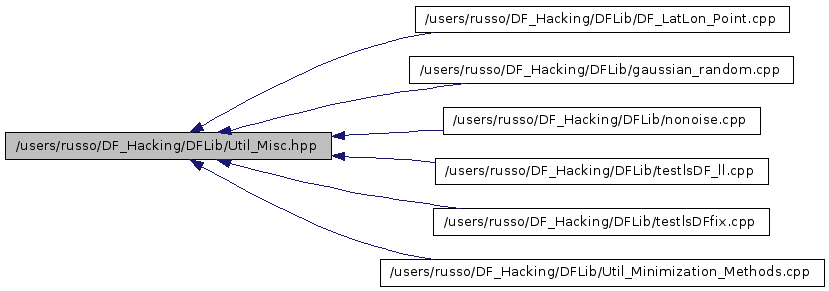 /users/russo/DF_Hacking/DFLib/DF_LatLon_Point.cpp
/users/russo/DF_Hacking/DFLib/gaussian_random.cpp
/users/russo/DF_Hacking/DFLib/nonoise.cpp
/users/russo/DF_Hacking/DFLib/Util_Misc.hpp
/users/russo/DF_Hacking/DFLib/testlsDF_ll.cpp
/users/russo/DF_Hacking/DFLib/testlsDFfix.cpp
/users/russo/DF_Hacking/DFLib/Util_Minimization_Methods.cpp